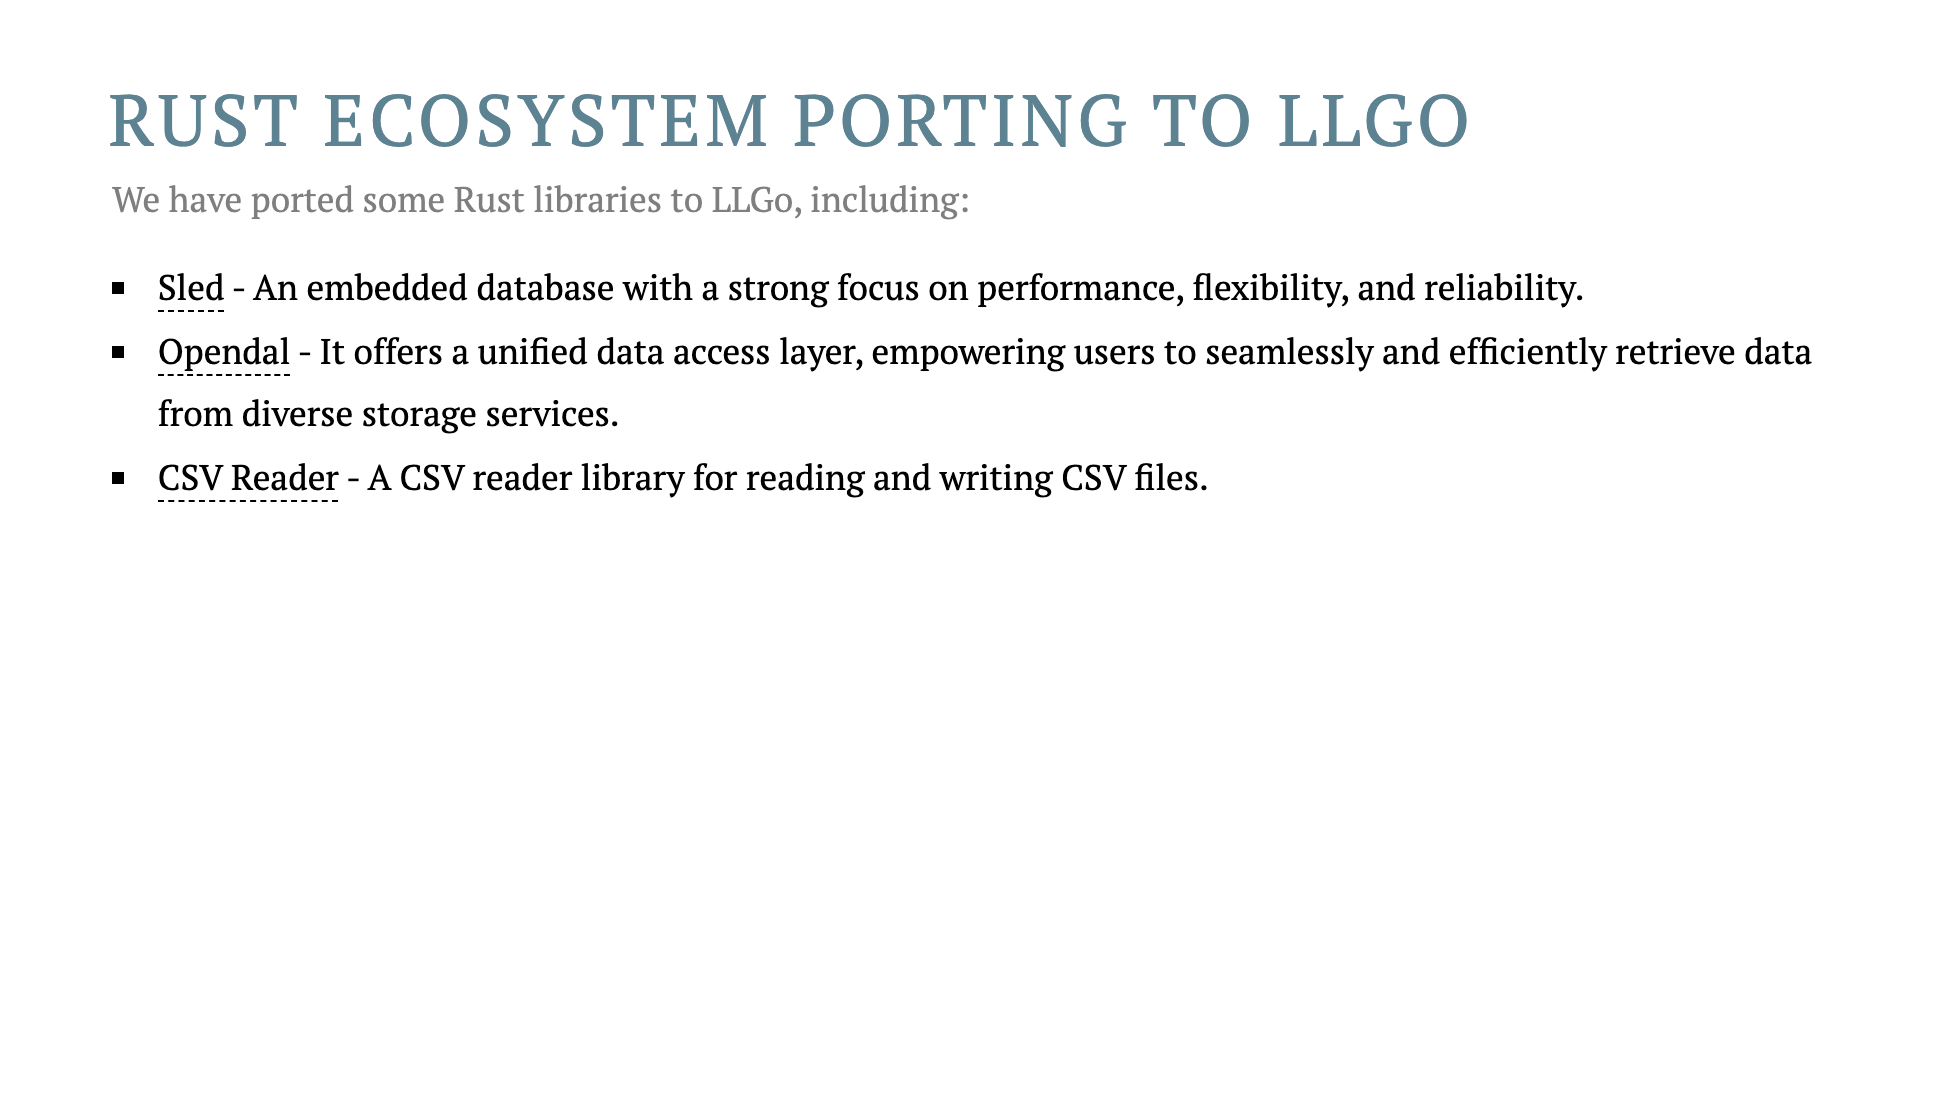 RUST ECOSYSTEM PORTING TO LLGO
We have ported some Rust libraries to LLGo, including:
▪ Sled - An embedded database with a strong focus on performance, flexibility, and reliability.
▪ Opendal - It offers a unified data access layer, empowering users to seamlessly and efficiently retrieve data
from diverse storage services.
▪ CSV Reader - A CSV reader library for reading and writing CSV files.